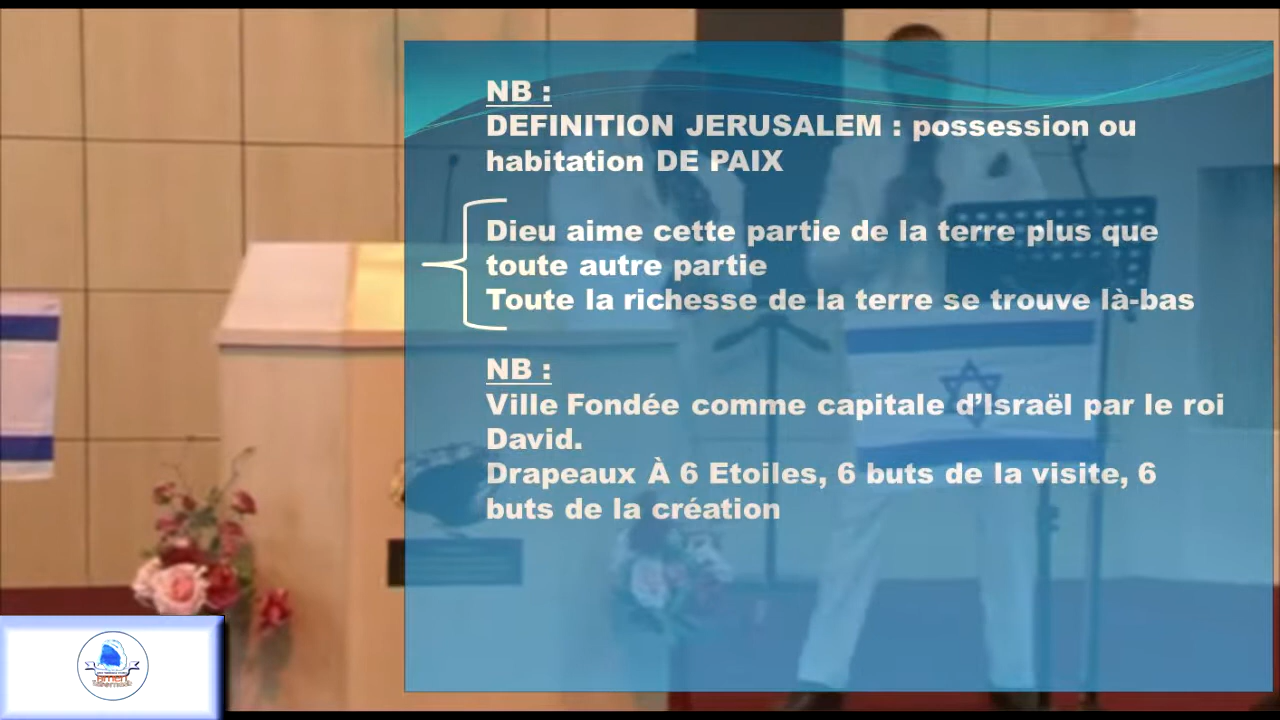 NB :
DEFINITION JERUSALEM : possession ou
habitation DE PAIX
Dieu aime cette partie de la terre plus que
toute autre partie
Toute la richesse de la terre se trouve là-bas
NB :
Ville Fondée comme capitale d’Israël par le roi
David.
Drapeaux À 6 Etoiles, 6 buts de la visite, 6
buts de la création